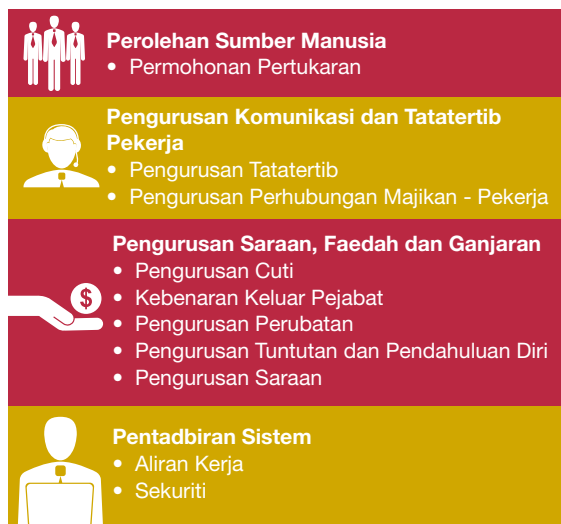 Perolehan Sumber Manusia
• Permohonan Pertukaran
Pengurusan Komunikasi dan Tatatertib
Pekerja
• Pengurusan Tatatertib
• Pengurusan Perhubungan Majikan - Pekerja
Pengurusan Saraan, Faedah dan Ganjaran
• Pengurusan Cuti
• Kebenaran Keluar Pejabat
$
• Pengurusan Perubatan
• Pengurusan Tuntutan dan Pendahuluan Diri
• Pengurusan Saraan
Pentadbiran Sistem
• Aliran Kerja
• Sekuriti